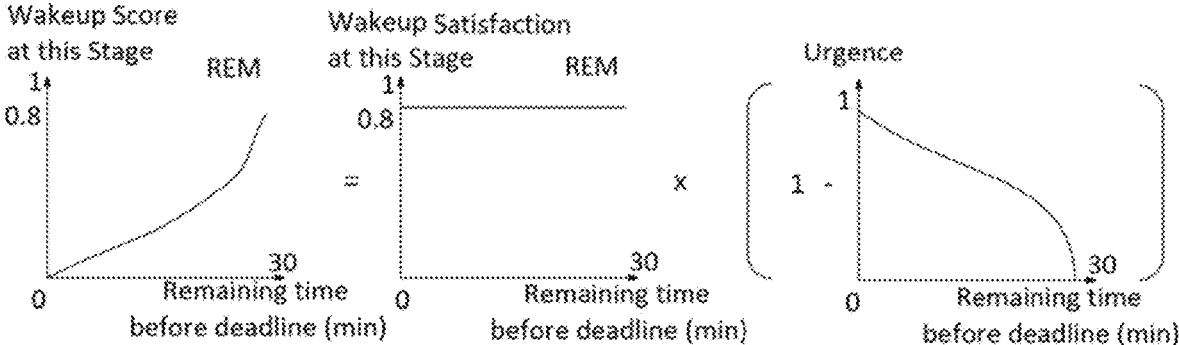 Wakeup Score
at this Stage
REM
1
0.8
0
30
Remaining time
before deadline (min)
=
Wakeup Satisfaction
at this Stage
REM
1
0.8
0
30
Remaining time
before deadline (min)
x
1 -
Urgence
1
0
30
Remaining time
before deadline (min)